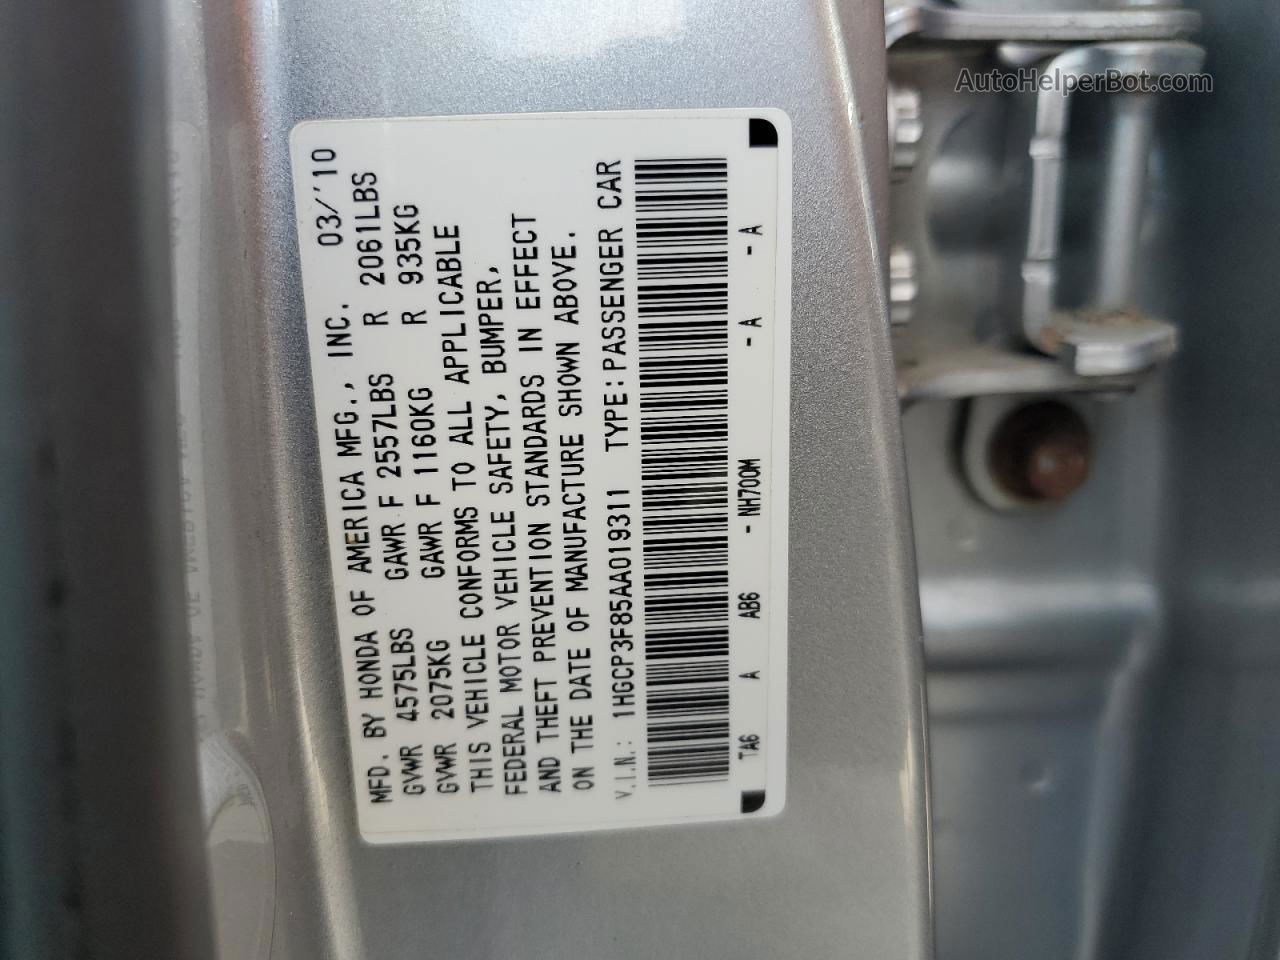 MFD. BY HONDA OF AMERICA MFG., INC. 03/'10
GVWR 4575LBS GAWR F 2557LBS R 2061LBS
GVWR 2075KG GAWR F 1160KG R 935KG
THIS VEHICLE CONFORMS TO ALL APPLICABLE
FEDERAL MOTOR VEHICLE SAFETY, BUMPER,
AND THEFT PREVENTION STANDARDS IN EFFECT
ON THE DATE OF MANUFACTURE SHOWN ABOVE.
V.I.N.: 1HGCP3F85AA019311 TYPE:PASSENGER CAR
TA6 A AB6 - NH700M - A - A
AutoHelperBot.com